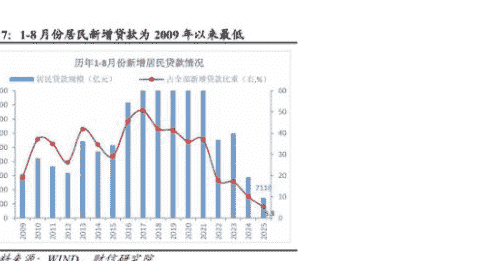 7：1-8月份居民新增贷款为2009年以来最低
历年1-8月份新增居民贷款情况
居民贷款规模（亿元）
占全部新增贷款比重（右,%）
60
50
40
30
20
10
0
7110
5.8
2009 2010 2011 2012 2013 2014 2015 2016 2017 2018 2019 2020 2021 2022 2023 2024 2025
料来源：WIND，财信研究院